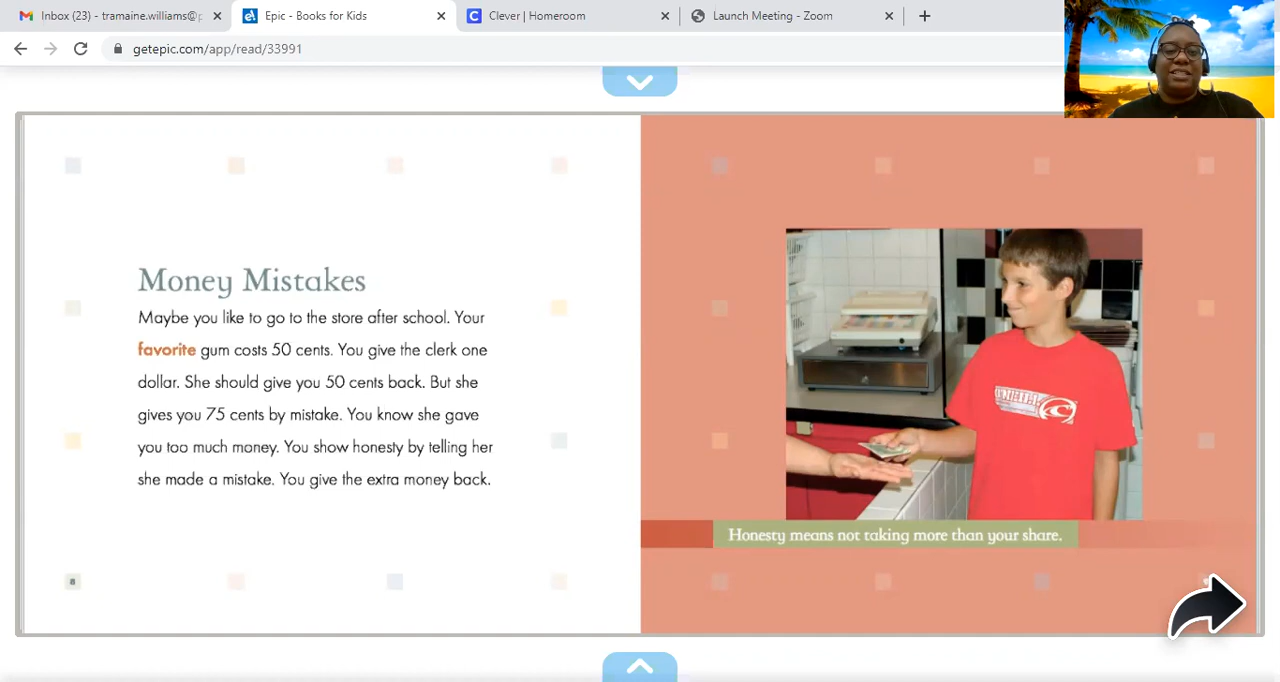 Inbox (23) - tramaine.williams@p
Epic - Books for Kids
Clever | Homeroom
Launch Meeting - Zoom
getepic.com/app/read/33991
Money Mistakes
Maybe you like to go to the store after school. Your
favorite gum costs 50 cents. You give the clerk one
dollar. She should give you 50 cents back. But she
gives you 75 cents by mistake. You know she gave
you too much money. You show honesty by telling her
she made a mistake. You give the extra money back.
8
Honesty means not taking more than your share.